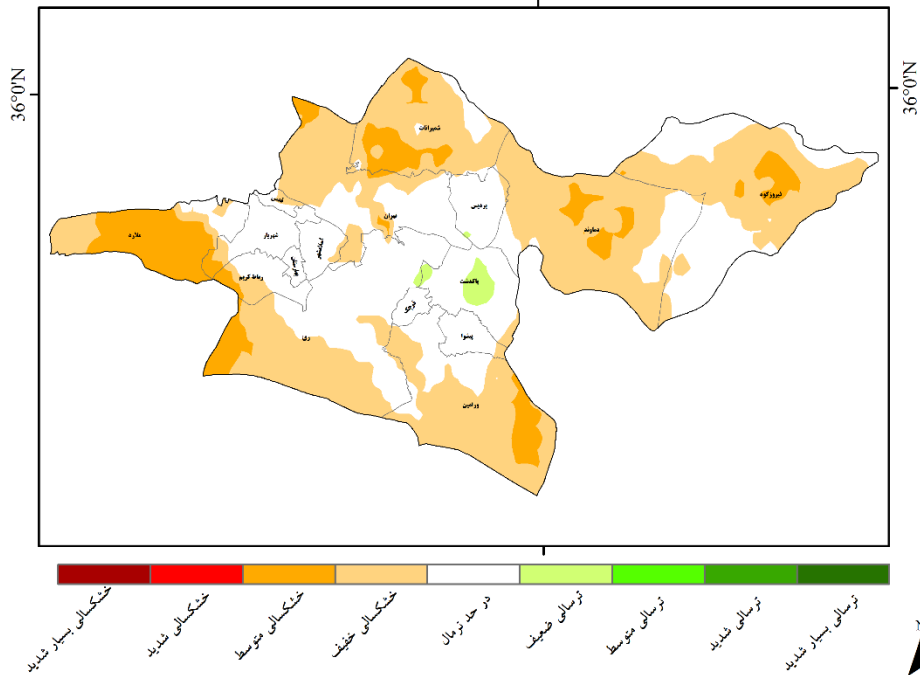 36°0'N
36°0'N
شمیرانات
فیروزکوه
دماوند
پردیس
تهران
قدس
ملارد
شهریار
اسلامشهر
رباط کریم
پاکدشت
قرچک
پیشوا
ری
ورامین
خشکسالی بسیار شدید
خشکسالی شدید
خشکسالی متوسط
خشکسالی خفیف
در حد نرمال
ترسالی ضعیف
ترسالی متوسط
ترسالی شدید
ترسالی بسیار شدید